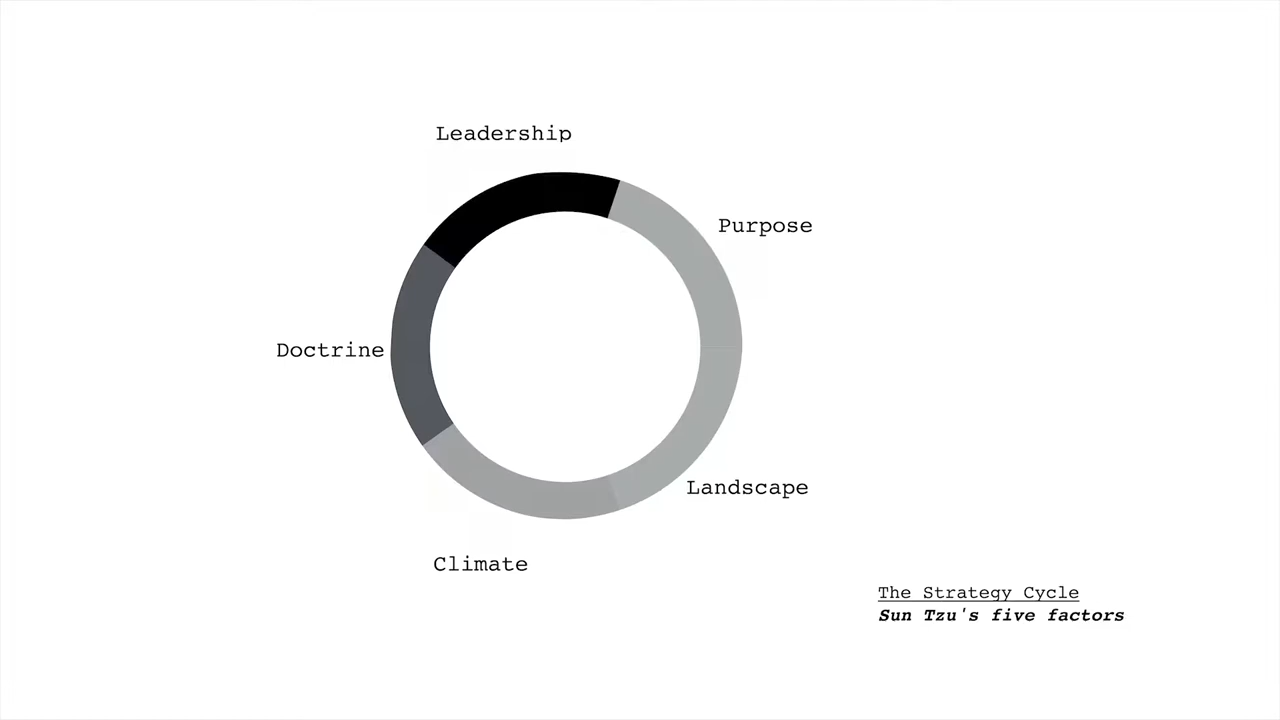 Leadership
Purpose
Doctrine
Landscape
Climate
The Strategy Cycle
Sun Tzu's five factors